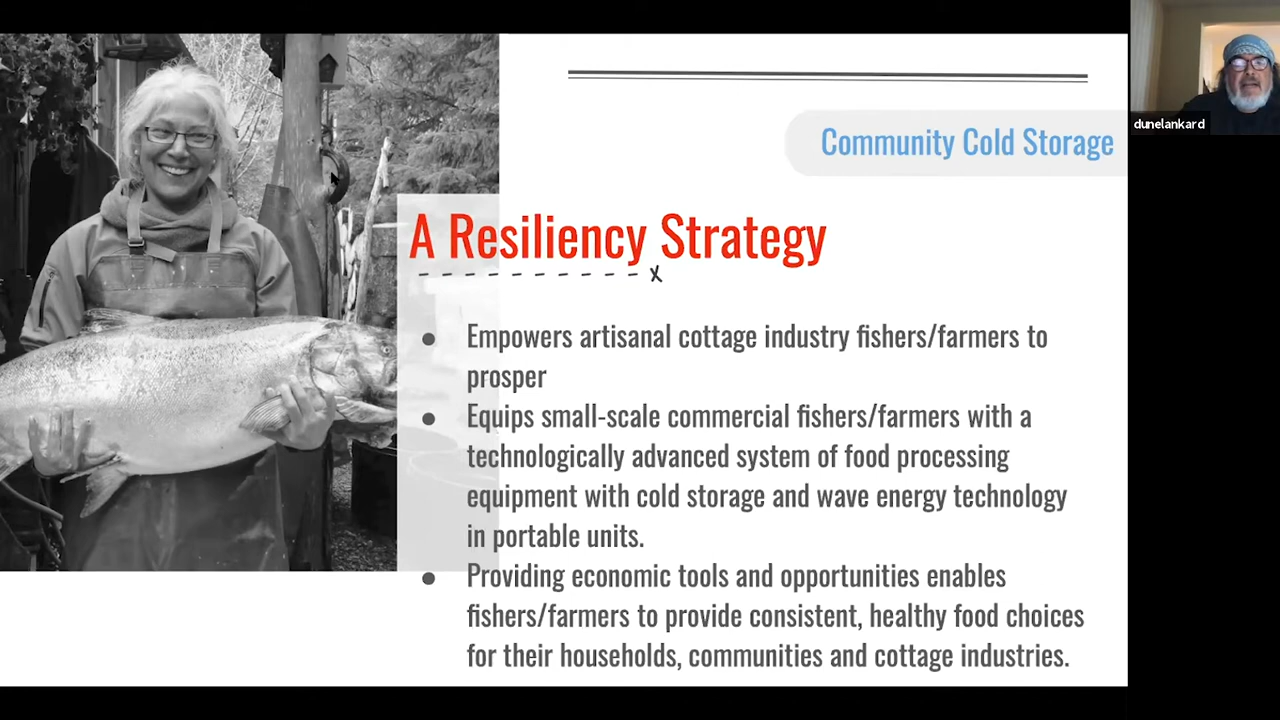 dunelankard
Community Cold Storage
A Resiliency Strategy
x
● Empowers artisanal cottage industry fishers/farmers to
prosper
● Equips small-scale commercial fishers/farmers with a
technologically advanced system of food processing
equipment with cold storage and wave energy technology
in portable units.
● Providing economic tools and opportunities enables
fishers/farmers to provide consistent, healthy food choices
for their households, communities and cottage industries.